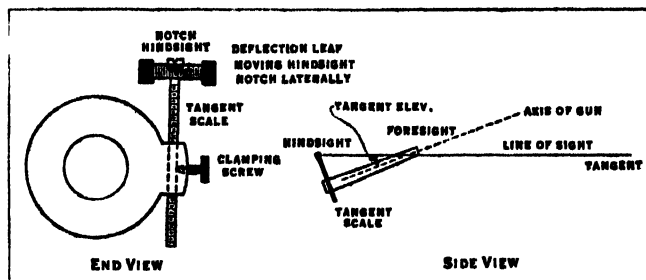 NOTCH
HINDSIGHT
DEFLECTION LEAF
MOVING HINDSIGHT
NOTCH LATERALLY
TANGENT
SCALE
CLAMPING
SCREW
END VIEW
TANGENT ELEV.
FORESIGHT
AXIS OF GUN
HINDSIGHT
LINE OF SIGHT
TANGENT
TANGENT
SCALE
SIDE VIEW